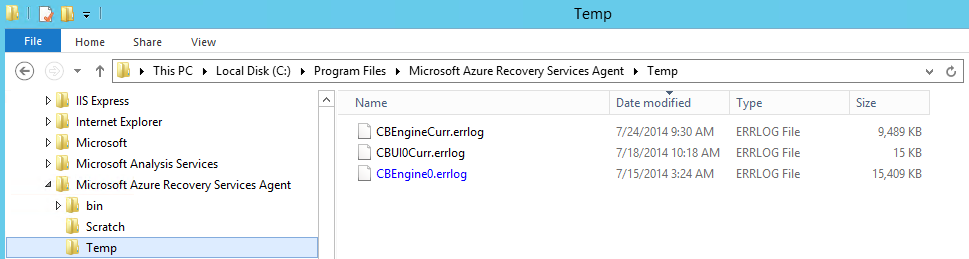 Temp
File Home Share View
This PC Local Disk (C:) Program Files Microsoft Azure Recovery Services Agent Temp
IIS Express
Internet Explorer
Microsoft
Microsoft Analysis Services
Microsoft Azure Recovery Services Agent
bin
Scratch
Temp
Name Date modified Type Size
CBEngineCurr.errlog 7/24/2014 9:30 AM ERRLOG File 9,489 KB
CBUI0Curr.errlog 7/18/2014 10:18 AM ERRLOG File 15 KB
CBEngine0.errlog 7/15/2014 3:24 AM ERRLOG File 15,409 KB